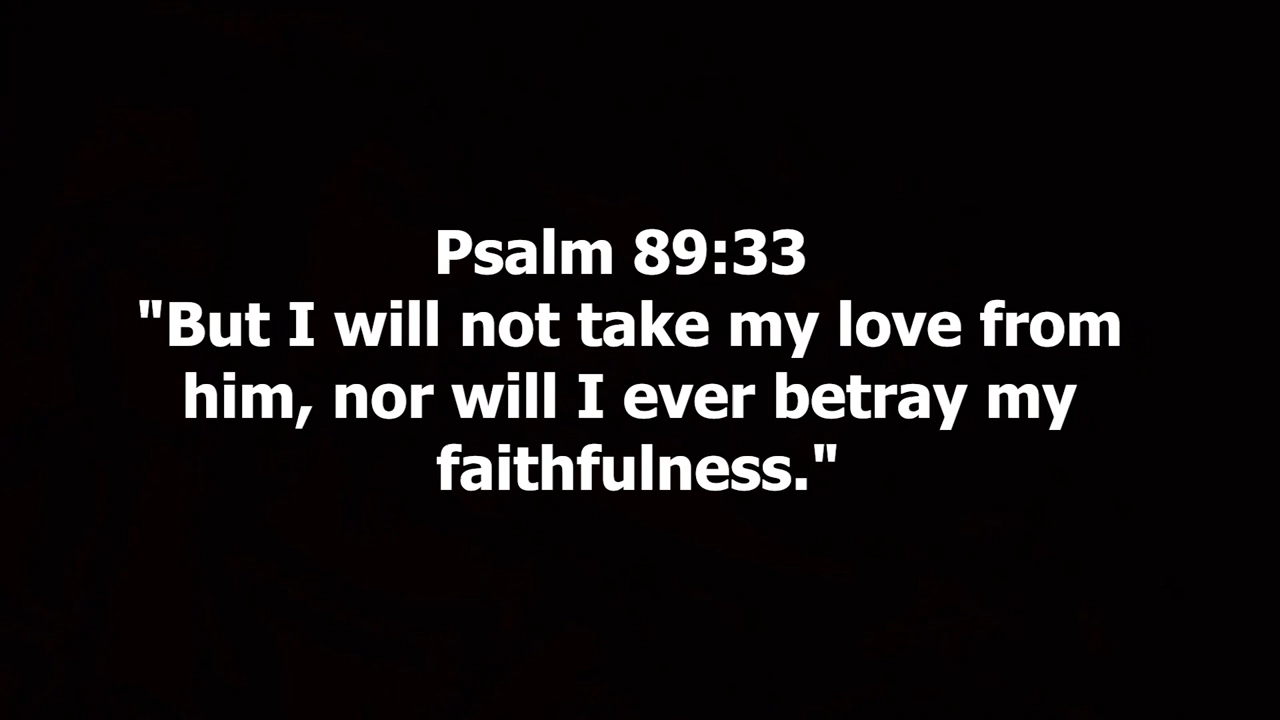 Psalm 89:33
"But I will not take my love from
him, nor will I ever betray my
faithfulness."